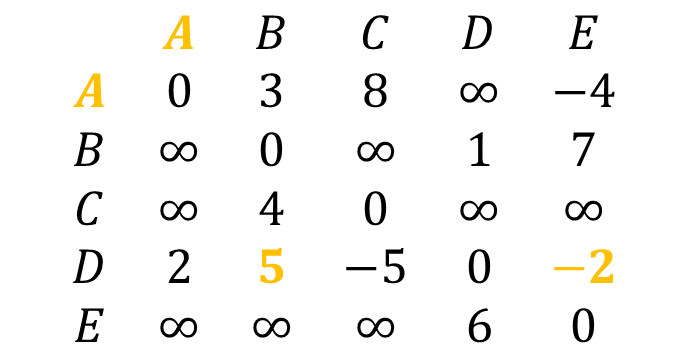 A B C D E
A 0 3 8 ∞ −4
B ∞ 0 ∞ 1 7
C ∞ 4 0 ∞ ∞
D 2 5 −5 0 −2
E ∞ ∞ ∞ 6 0